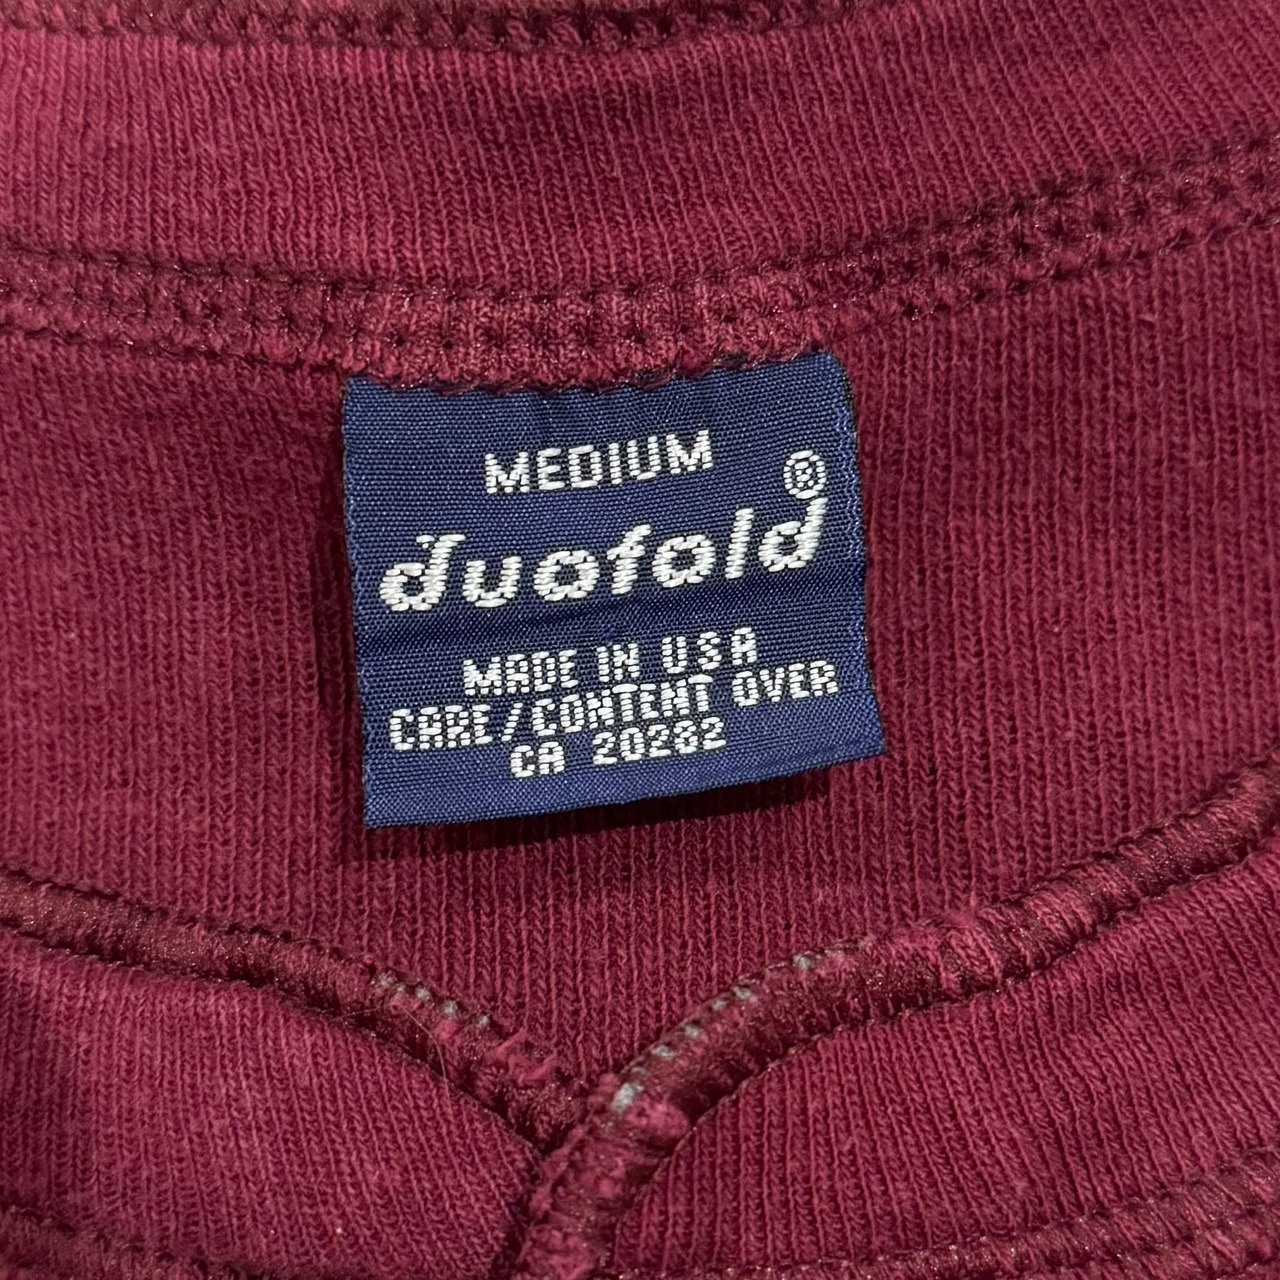 MEDIUM
duofold®
MADE IN USA
CARE/CONTENT OVER
CA 20282